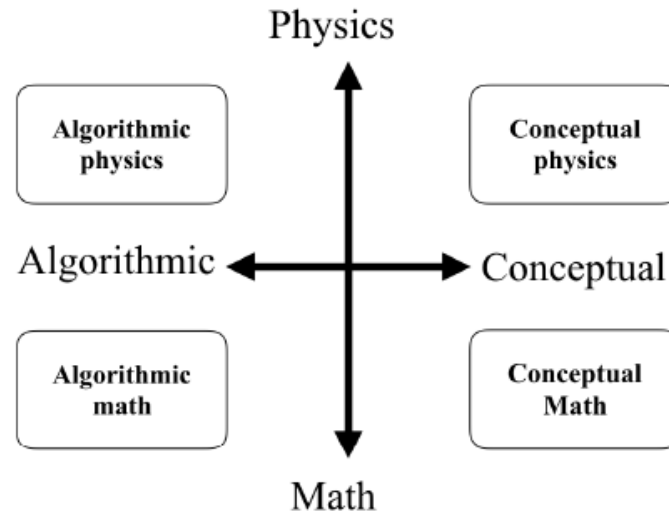 Physics
Algorithmic
physics
Conceptual
physics
Algorithmic
Conceptual
Algorithmic
math
Conceptual
Math
Math